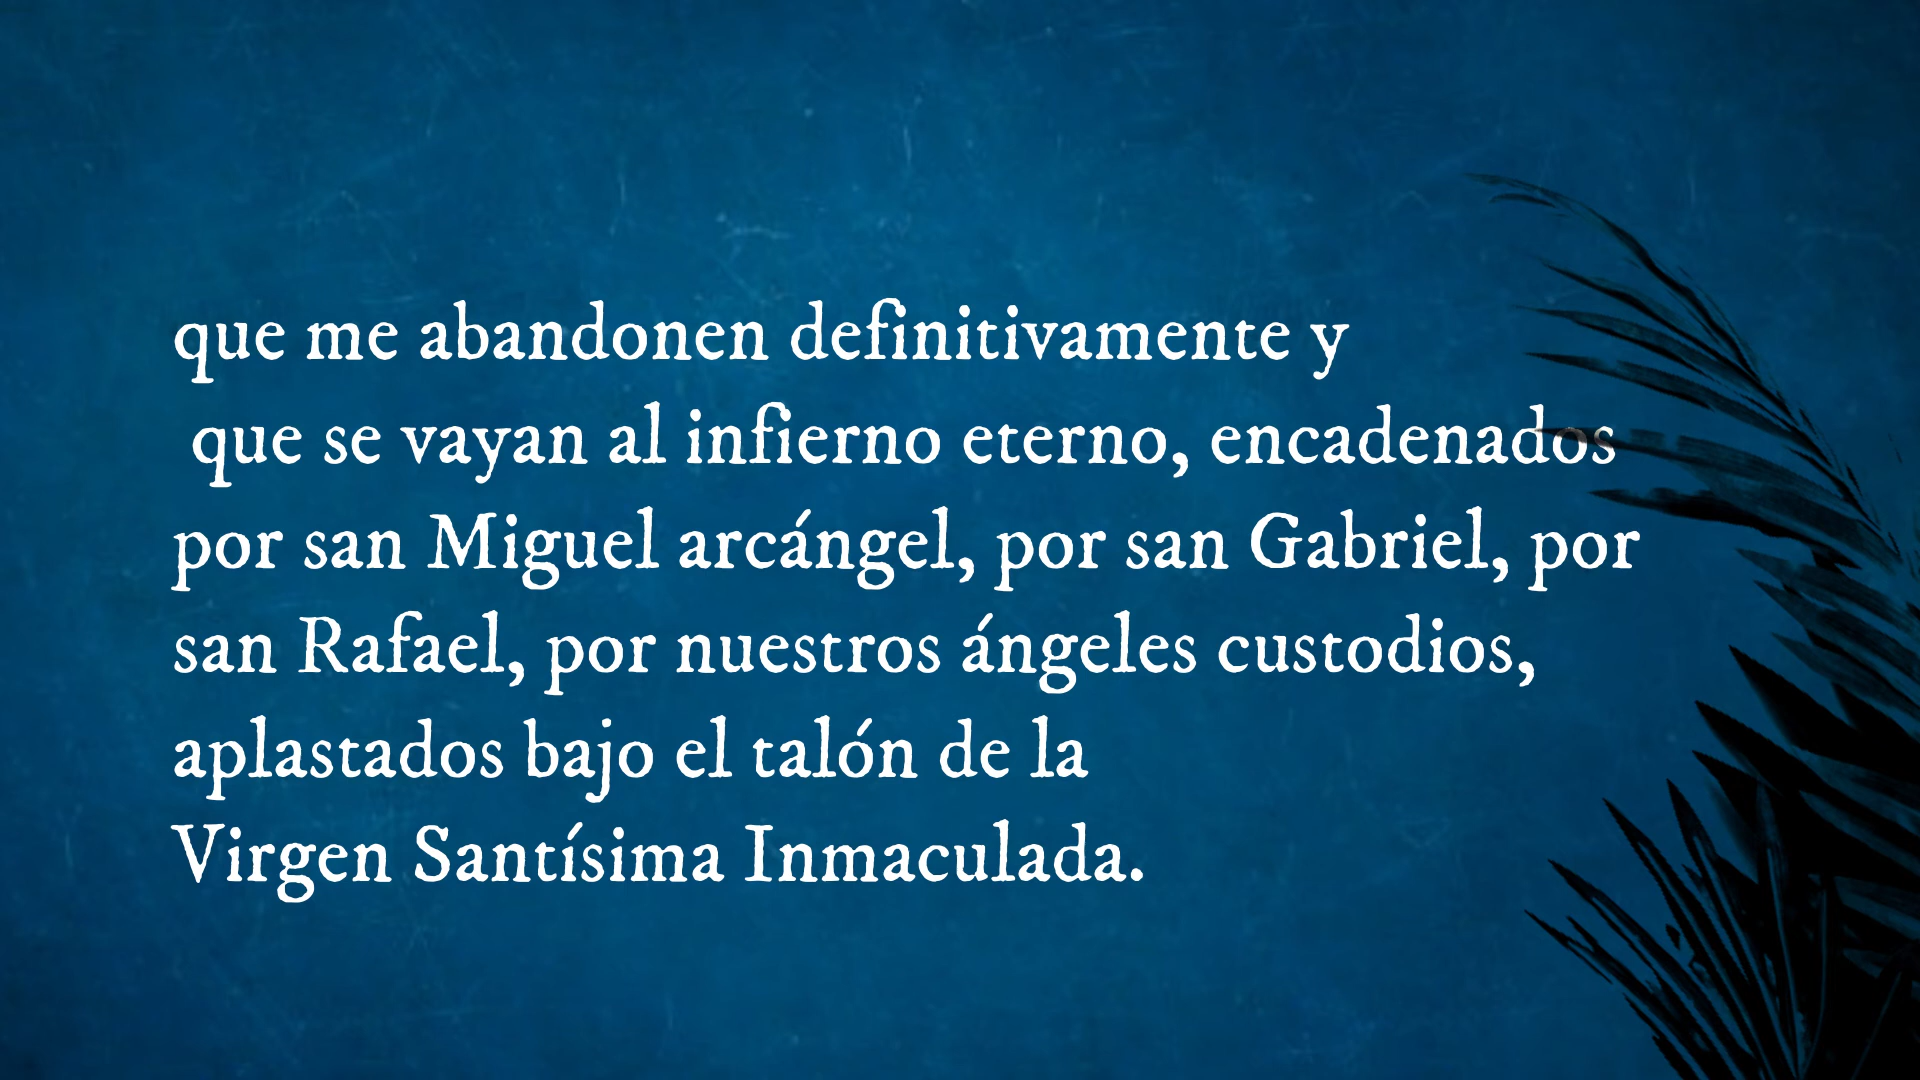 que me abandonen definitivamente y
que se vayan al infierno eterno, encadenados
por san Miguel arcángel, por san Gabriel, por
san Rafael, por nuestros ángeles custodios,
aplastados bajo el talón de la
Virgen Santísima Inmaculada.